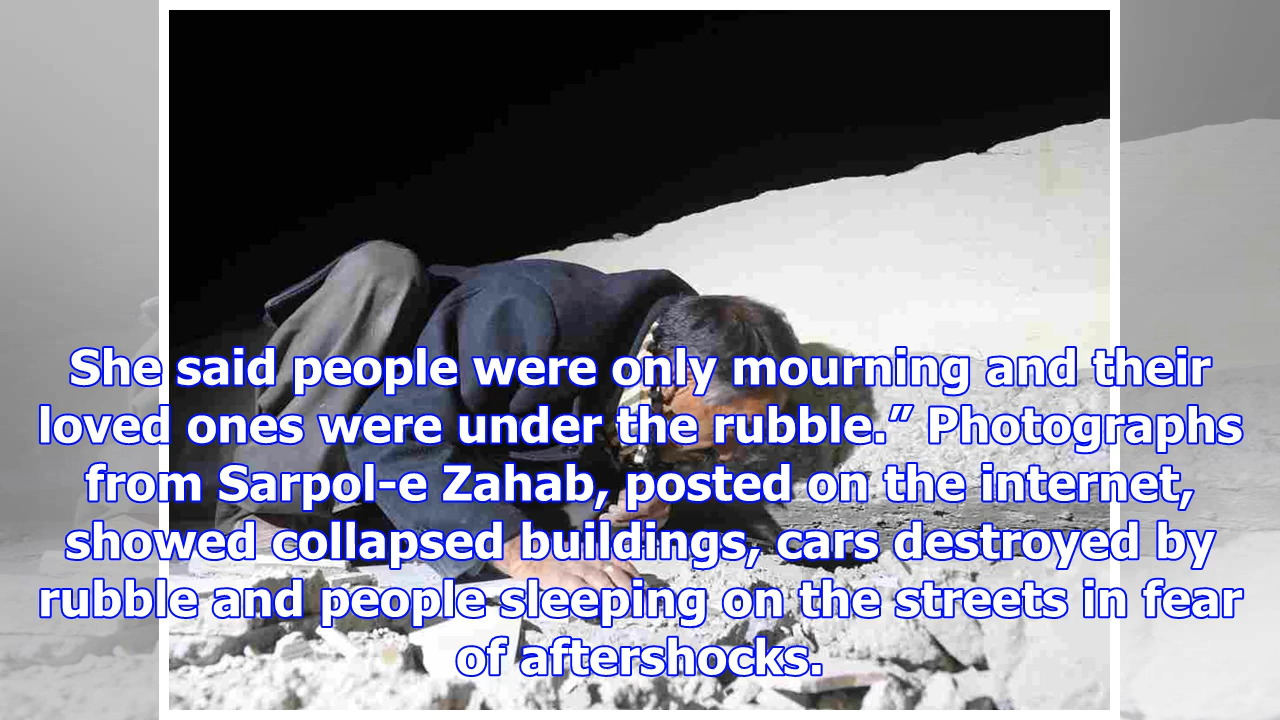 She said people were only mourning and their
loved ones were under the rubble.” Photographs
from Sarpol-e Zahab, posted on the internet,
showed collapsed buildings, cars destroyed by
rubble and people sleeping on the streets in fear
of aftershocks.